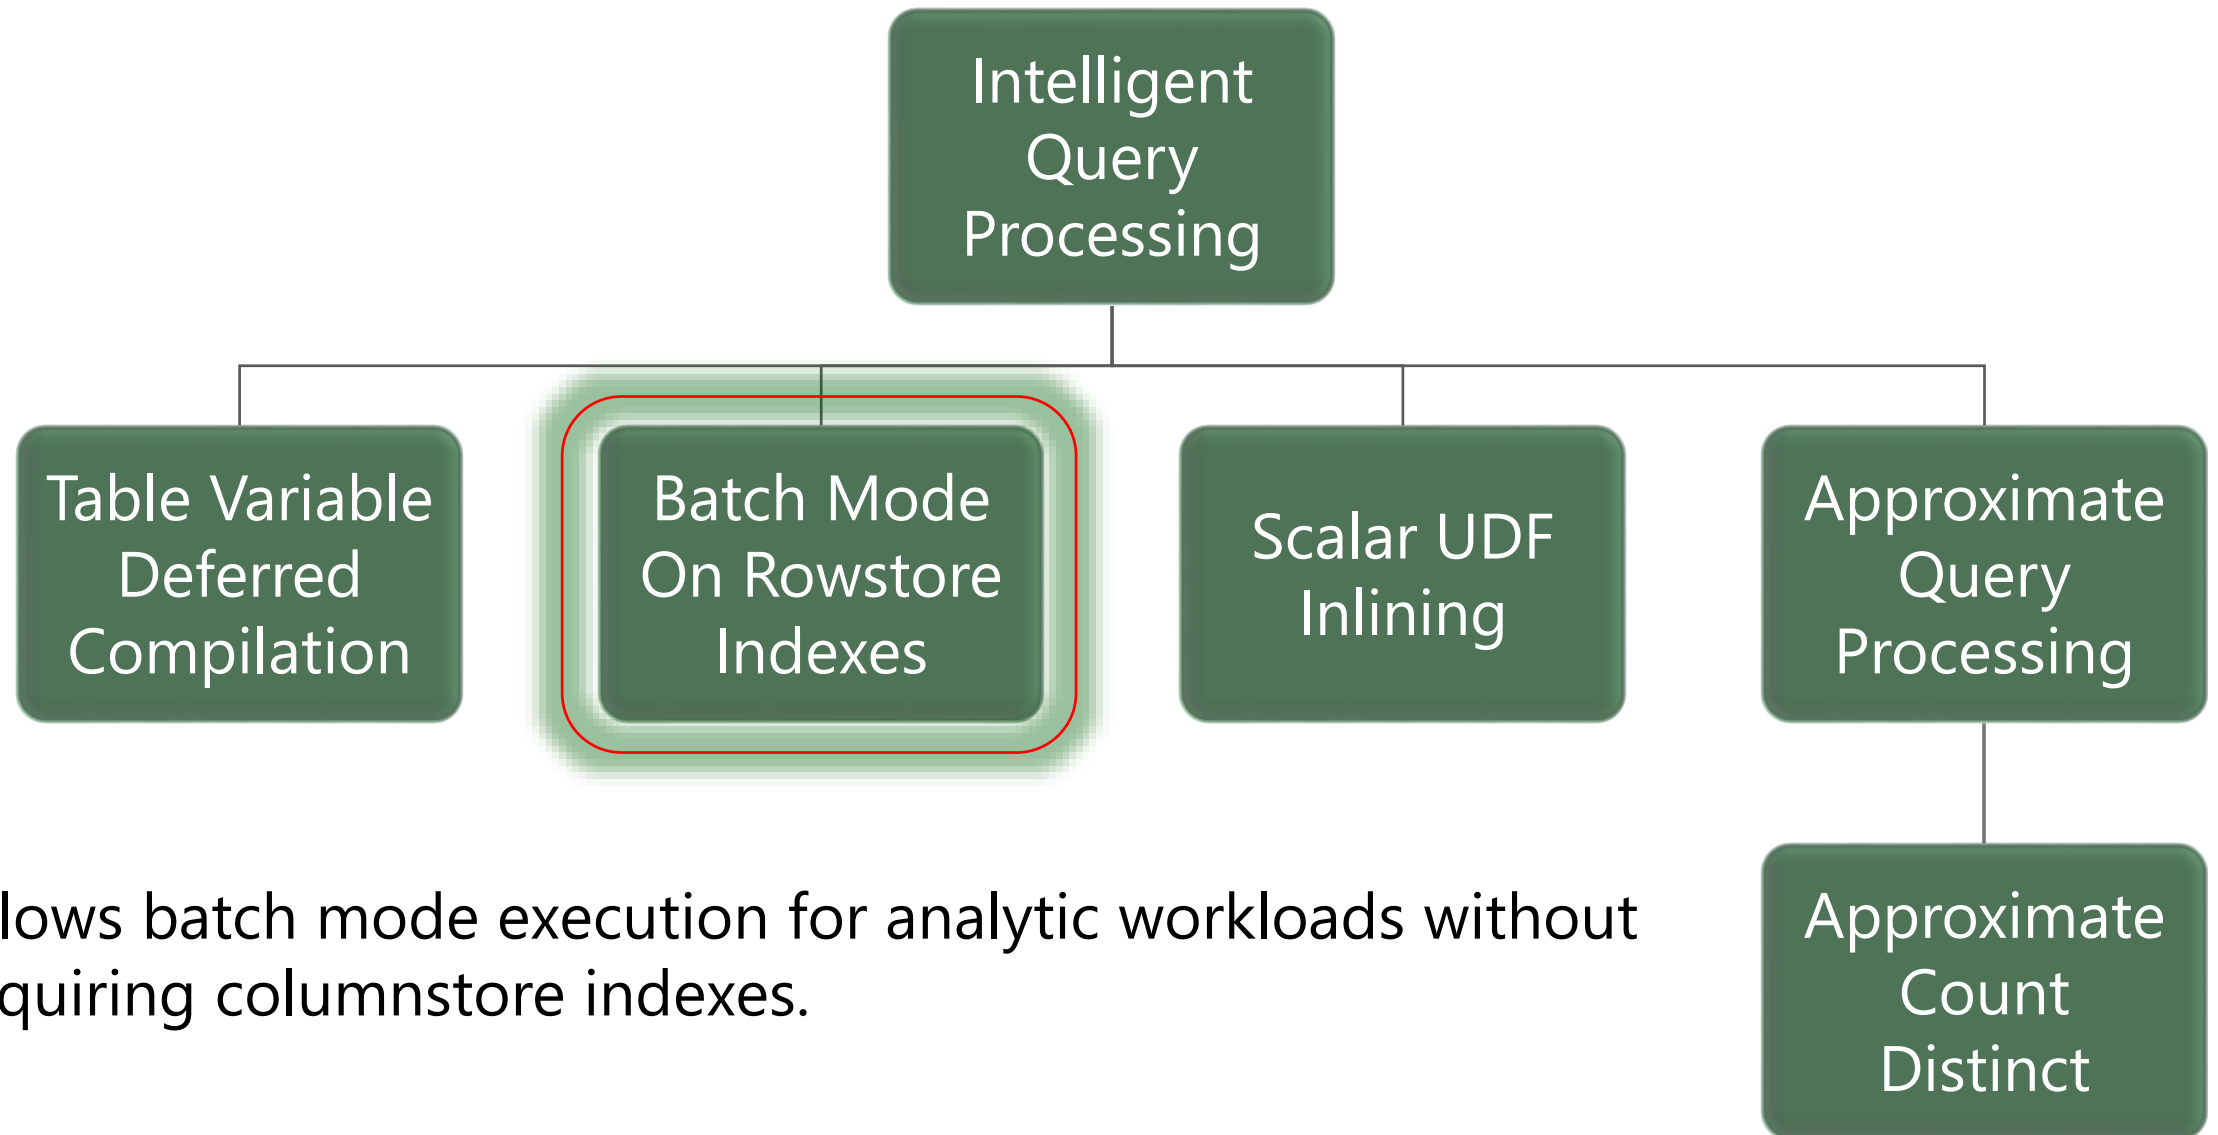 Intelligent
Query
Processing
Table Variable
Deferred
Compilation
Batch Mode
On Rowstore
Indexes
Scalar UDF
Inlining
Approximate
Query
Processing
Approximate
Count
Distinct
lows batch mode execution for analytic workloads without
quiring columnstore indexes.